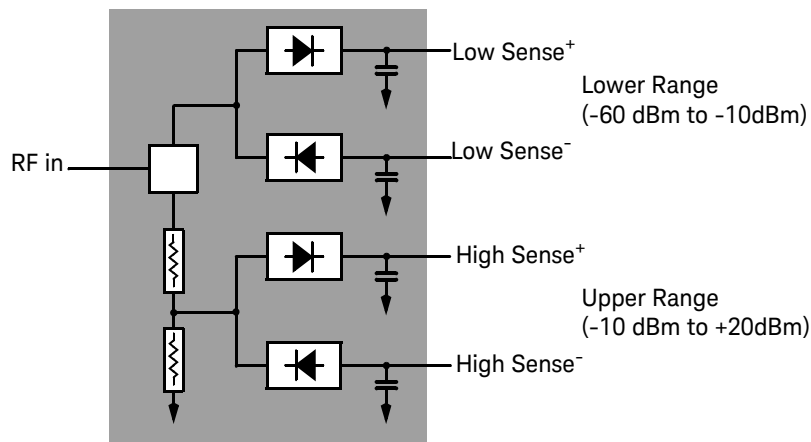 Low Sense⁺
Lower Range
(-60 dBm to -10dBm)
RF in
Low Sense⁻
High Sense⁺
Upper Range
(-10 dBm to +20dBm)
High Sense⁻